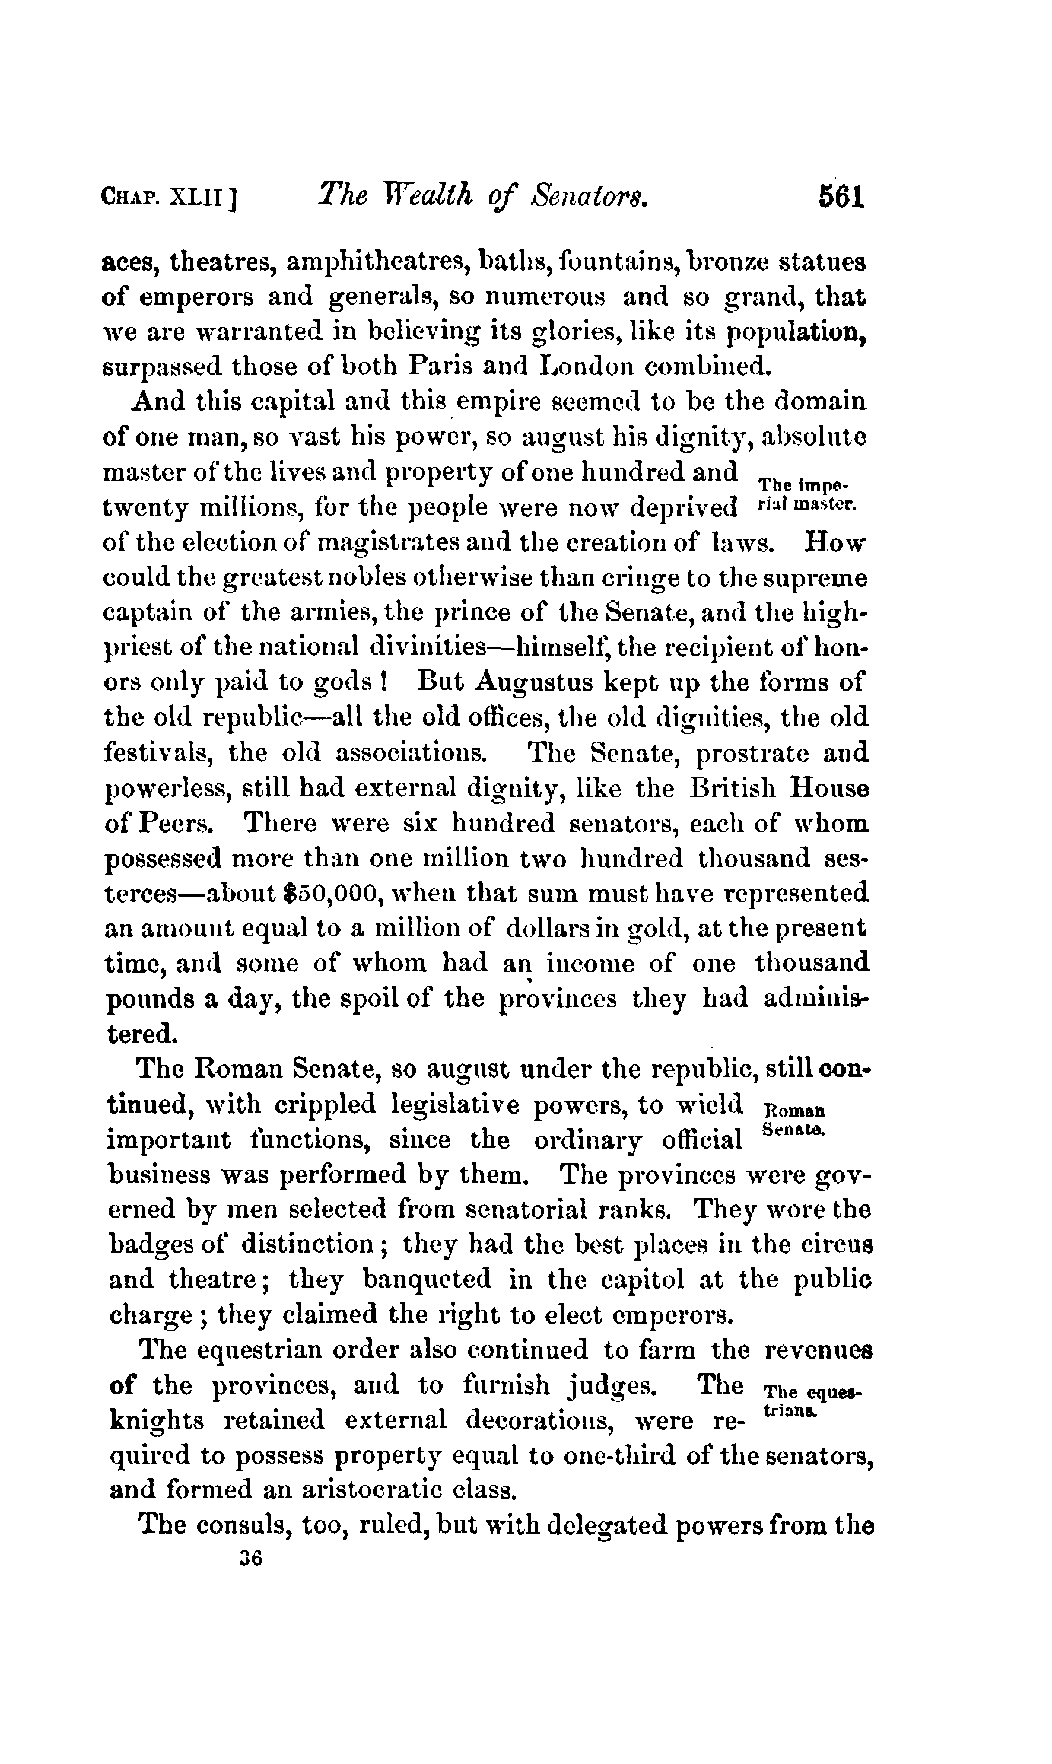 CHAP. XLII] The Wealth of Senators. 561
aces, theatres, amphitheatres, baths, fountains, bronze statues
of emperors and generals, so numerous and so grand, that
we are warranted in believing its glories, like its population,
surpassed those of both Paris and London combined.
And this capital and this empire seemed to be the domain
of one man, so vast his power, so august his dignity, absolute
master of the lives and property of one hundred and
The impe-
twenty millions, for the people were now deprived
rial master.
of the election of magistrates and the creation of laws. How
could the greatest nobles otherwise than cringe to the supreme
captain of the armies, the prince of the Senate, and the high-
priest of the national divinities—himself, the recipient of hon-
ors only paid to gods! But Augustus kept up the forms of
the old republic—all the old offices, the old dignities, the old
festivals, the old associations. The Senate, prostrate and
powerless, still had external dignity, like the British House
of Peers. There were six hundred senators, each of whom
possessed more than one million two hundred thousand ses-
terces—about $50,000, when that sum must have represented
an amount equal to a million of dollars in gold, at the present
time, and some of whom had an income of one thousand
pounds a day, the spoil of the provinces they had adminis-
tered.
The Roman Senate, so august under the republic, still con-
tinued, with crippled legislative powers, to wield
Roman
important functions, since the ordinary official
Senate.
business was performed by them. The provinces were gov-
erned by men selected from senatorial ranks. They wore the
badges of distinction; they had the best places in the circus
and theatre; they banqueted in the capitol at the public
charge; they claimed the right to elect emperors.
The equestrian order also continued to farm the revenues
of the provinces, and to furnish judges. The
The eques-
knights retained external decorations, were re-
trians.
quired to possess property equal to one-third of the senators,
and formed an aristocratic class.
The consuls, too, ruled, but with delegated powers from the
36